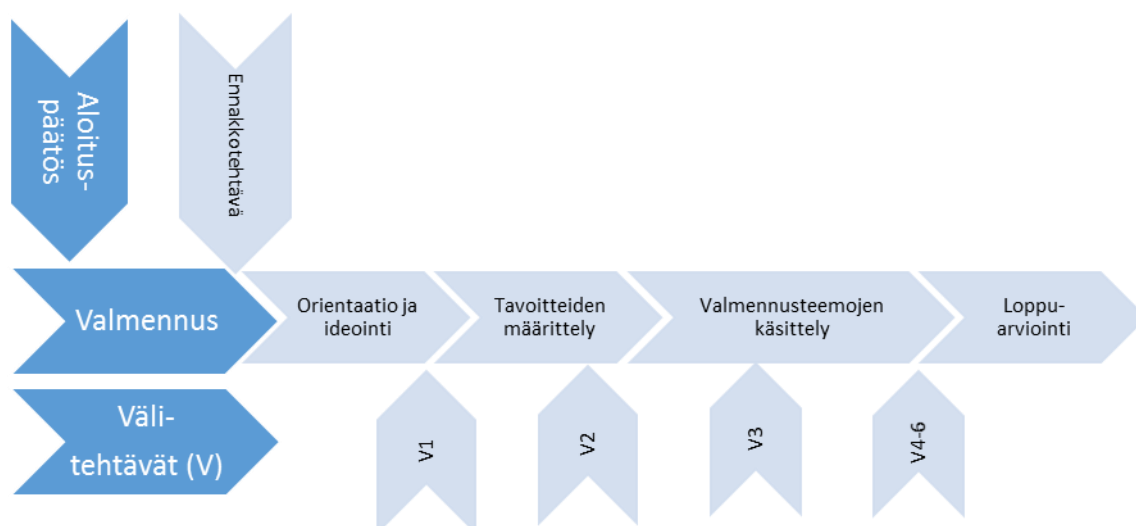 Aloitus-
päätös
Ennakkotehtävä
Valmennus
Orientaatio ja
ideointi
Tavoitteiden
määrittely
Valmennusteemojen
käsittely
Loppu-
arviointi
Väli-
tehtävät (V)
V1
V2
V3
V4-6